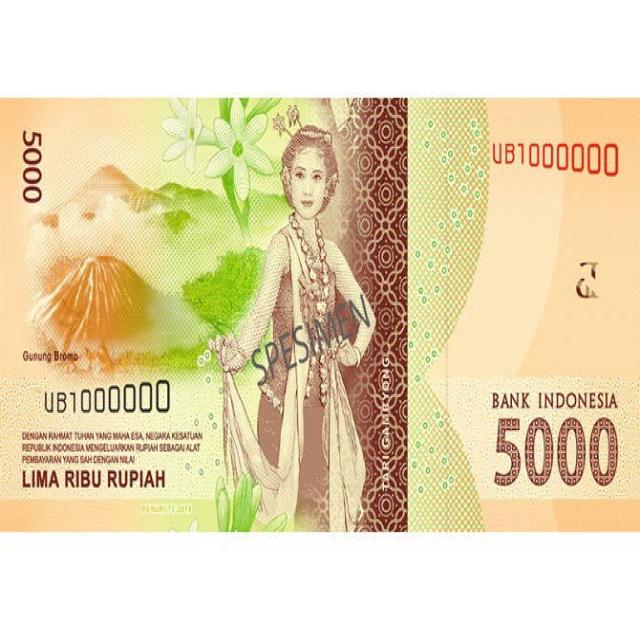 5000
UB1000000
Gunung Bromo
SPESIMEN
UB1000000
DENGAN RAHMAT TUHAN YANG MAHA ESA, NEGARA KESATUAN
REPUBLIK INDONESIA MENGELUARKAN RUPIAH SEBAGAI ALAT
PEMBAYARAN YANG SAH DENGAN NILAI
LIMA RIBU RUPIAH
TARI GAMBYONG
BANK INDONESIA
5000